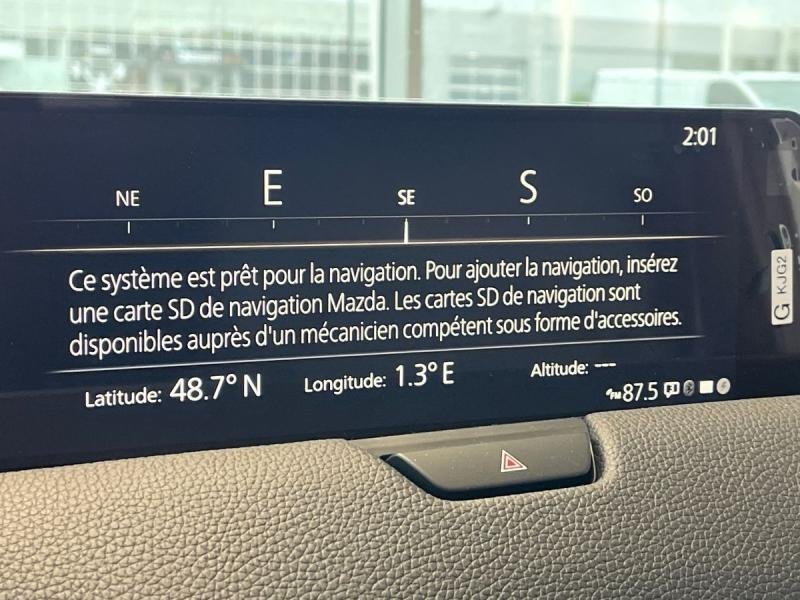 2:01
NE E SE S SO
Ce système est prêt pour la navigation. Pour ajouter la navigation, insérez
une carte SD de navigation Mazda. Les cartes SD de navigation sont
disponibles auprès d'un mécanicien compétent sous forme d'accessoires.
Latitude: 48.7° N Longitude: 1.3° E Altitude: ---
FM 87.5
G KJG2